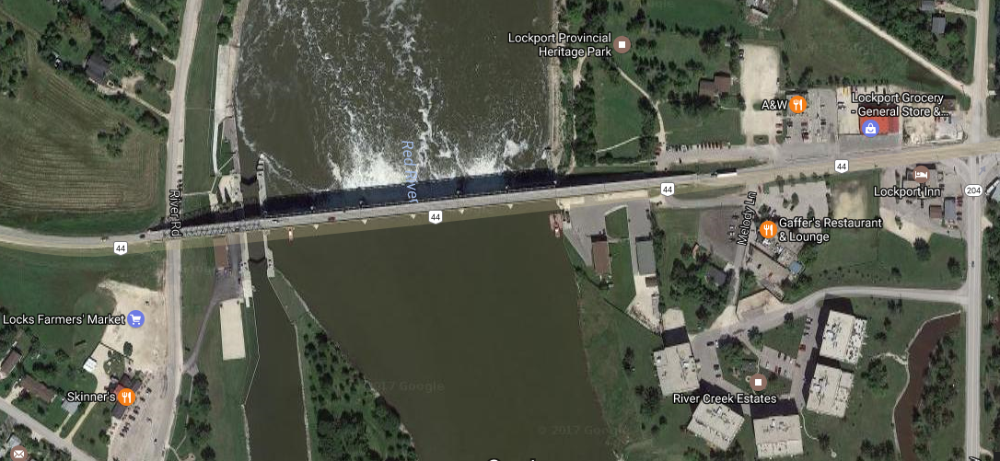 Lockport Provincial
Heritage Park
A&W
Lockport Grocery
- General Store &...
Red River
44
River Rd
44
Lockport Inn
204
44
Melody Ln
Gaffer's Restaurant
& Lounge
44
Locks Farmers' Market
2017 Google
Skinner's
River Creek Estates
© 2017 Google